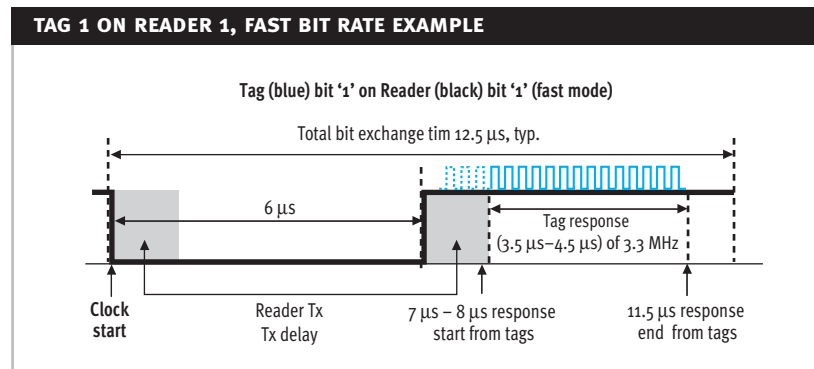 TAG 1 ON READER 1, FAST BIT RATE EXAMPLE
Tag (blue) bit ‘1’ on Reader (black) bit ‘1’ (fast mode)
Total bit exchange tim 12.5 µs, typ.
6 µs
Tag response
(3.5 µs–4.5 µs) of 3.3 MHz
Clock
start
Reader Tx
Tx delay
7 µs – 8 µs response
start from tags
11.5 µs response
end from tags